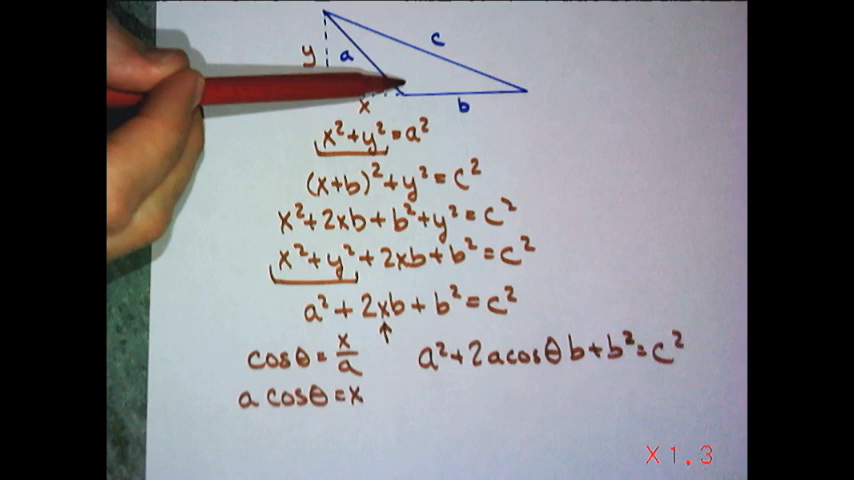 c
y a
x b
x² + y² = a²
(x+b)² + y² = c²
x² + 2xb + b² + y² = c²
x² + y² + 2xb + b² = c²
a² + 2xb + b² = c²
cosθ = x/a
a²+2acosθ b+b²=c²
a cosθ = x
X1.3